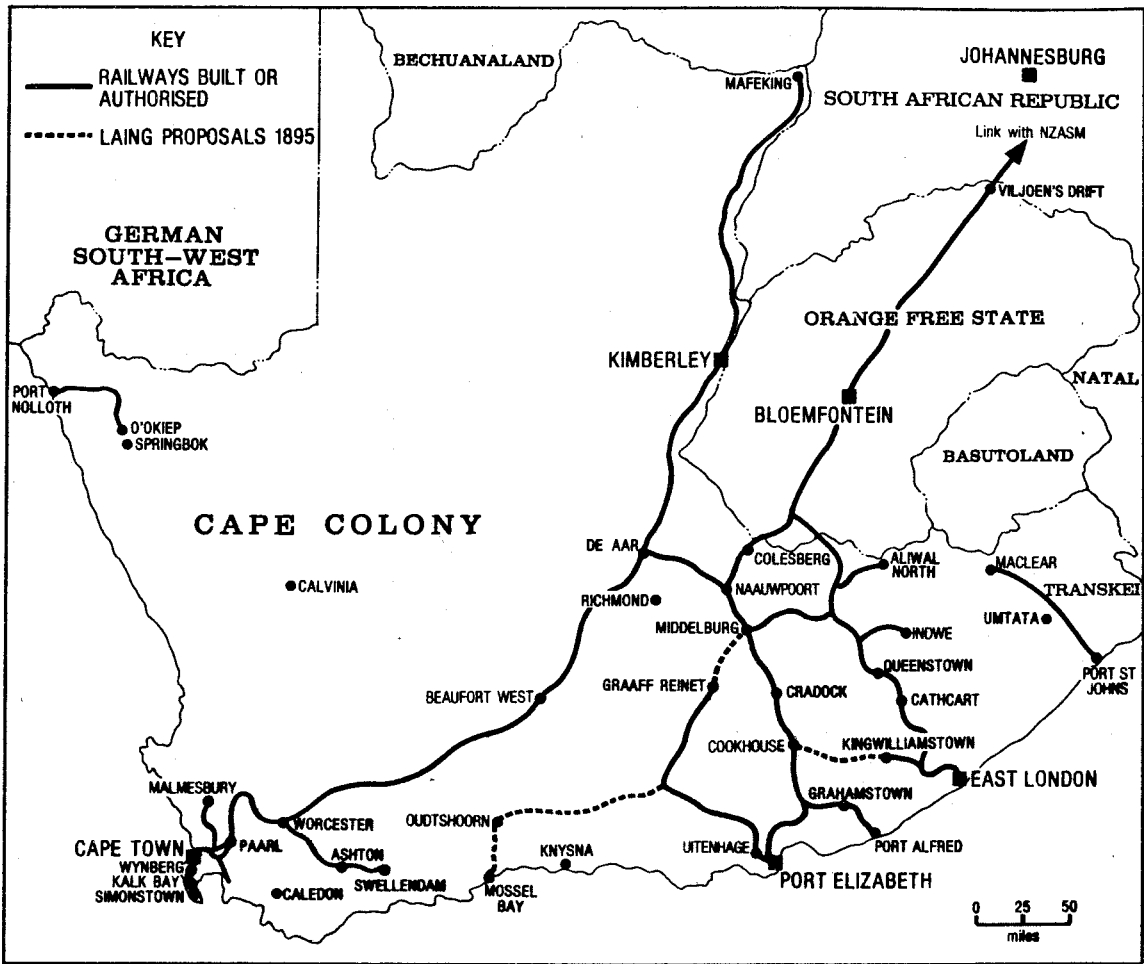 KEY
RAILWAYS BUILT OR
AUTHORISED
LAING PROPOSALS 1895
BECHUANALAND
MAFEKING
JOHANNESBURG
SOUTH AFRICAN REPUBLIC
Link with NZASM
VILJOEN'S DRIFT
GERMAN
SOUTH-WEST
AFRICA
ORANGE FREE STATE
KIMBERLEY
NATAL
PORT
NOLLOTH
O'OKIEP
SPRINGBOK
BLOEMFONTEIN
BASUTOLAND
CAPE COLONY
DE AAR
COLESBERG
ALIWAL
NORTH
MACLEAR
CALVINIA
RICHMOND
NAAUWPOORT
TRANSKEI
UMTATA
MIDDELBURG
INDWE
QUEENSTOWN
PORT ST
JOHNS
GRAAFF REINET
CRADOCK
CATHCART
BEAUFORT WEST
COOKHOUSE
KINGWILLIAMSTOWN
EAST LONDON
MALMESBURY
GRAHAMSTOWN
OUDTSHOORN
WORCESTER
CAPE TOWN
PAARL
PORT ALFRED
UITENHAGE
WYNBERG
ASHTON
KNYSNA
KALK BAY
SWELLENDAM
PORT ELIZABETH
SIMONSTOWN
CALEDON
MOSSEL
BAY
0 25 50
miles